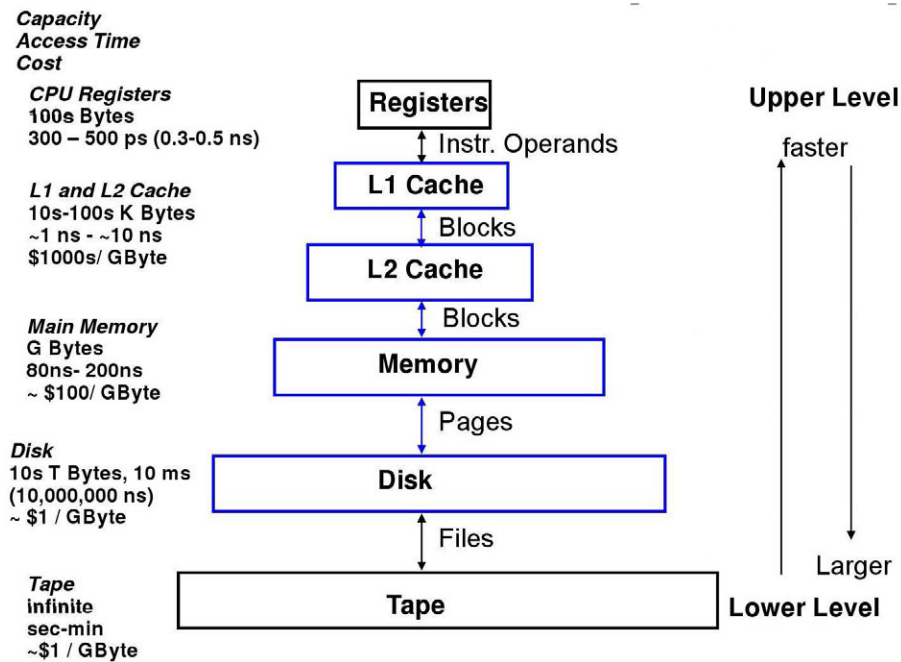 Capacity
Access Time
Cost
CPU Registers
100s Bytes
300 – 500 ps (0.3-0.5 ns)
L1 and L2 Cache
10s-100s K Bytes
~1 ns - ~10 ns
$1000s/ GByte
Main Memory
G Bytes
80ns- 200ns
~ $100/ GByte
Disk
10s T Bytes, 10 ms
(10,000,000 ns)
~ $1 / GByte
Tape
infinite
sec-min
~$1 / GByte
Registers
Instr. Operands
L1 Cache
Blocks
L2 Cache
Blocks
Memory
Pages
Disk
Files
Tape
Upper Level
faster
Larger
Lower Level